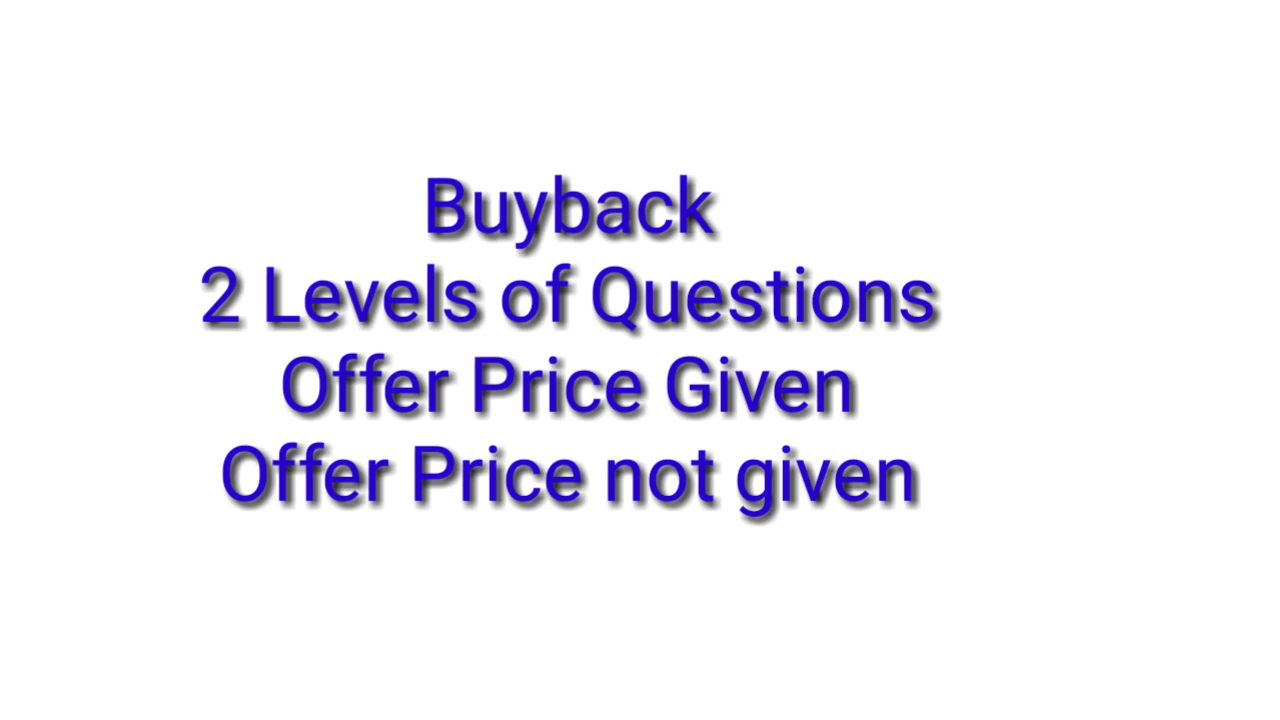 Buyback
2 Levels of Questions
Offer Price Given
Offer Price not given